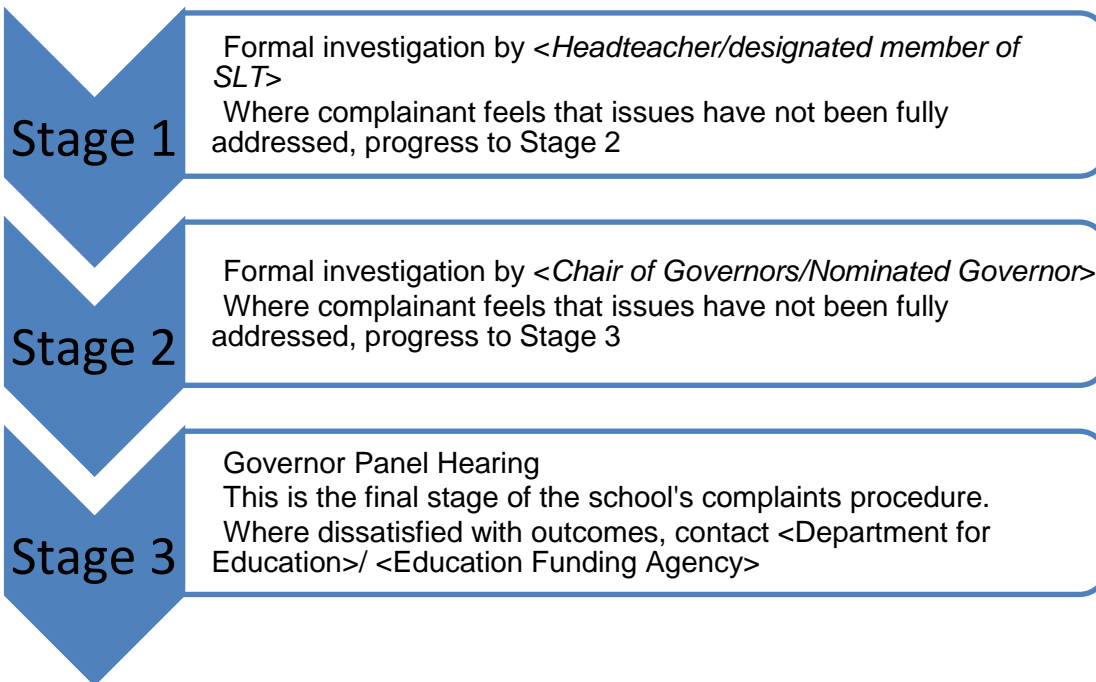 Stage 1
Formal investigation by <Headteacher/designated member of
SLT>
Where complainant feels that issues have not been fully
addressed, progress to Stage 2
Stage 2
Formal investigation by <Chair of Governors/Nominated Governor>
Where complainant feels that issues have not been fully
addressed, progress to Stage 3
Stage 3
Governor Panel Hearing
This is the final stage of the school's complaints procedure.
Where dissatisfied with outcomes, contact <Department for
Education>/ <Education Funding Agency>